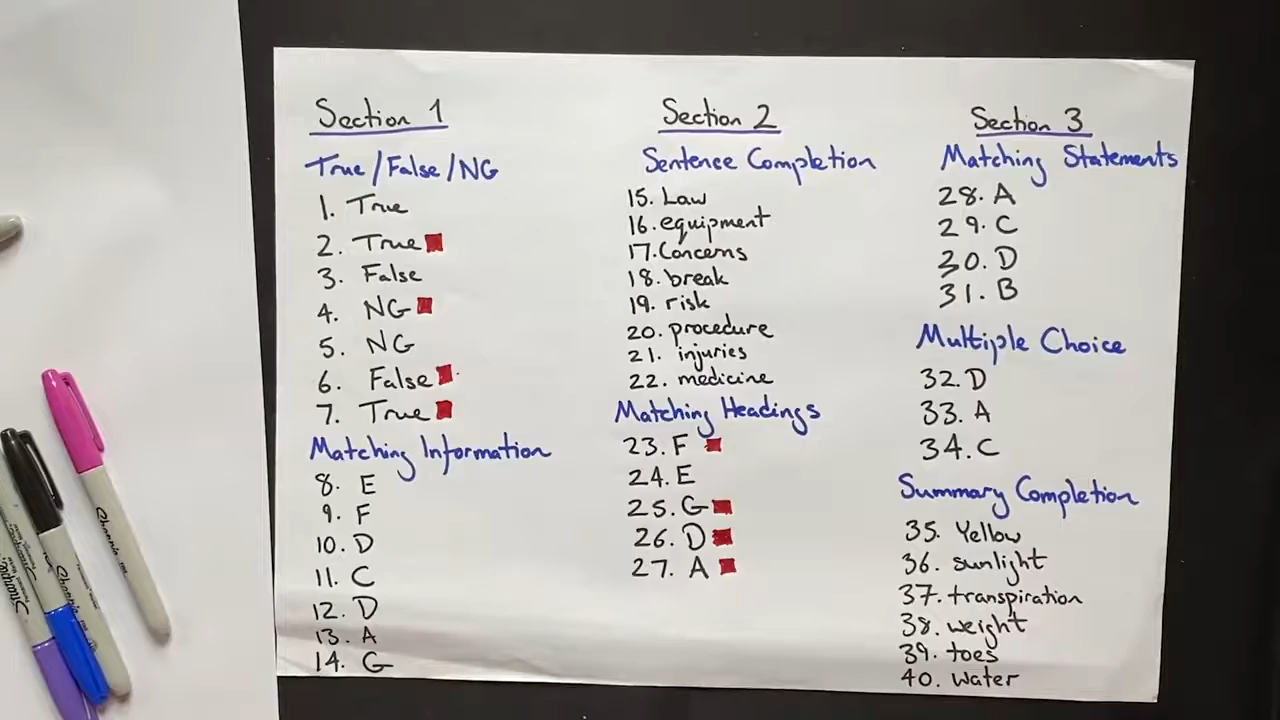 Section 1
True/False/NG
1. True
2. True
3. False
4. NG
5. NG
6. False
7. True
Matching Information
8. E
9. F
10. D
11. C
12. D
13. A
14. G
Section 2
Sentence Completion
15. Law
16. equipment
17. Concerns
18. break
19. risk
20. procedure
21. injuries
22. medicine
Matching Headings
23. F
24. E
25. G
26. D
27. A
Section 3
Matching Statements
28. A
29. C
30. D
31. B
Multiple Choice
32. D
33. A
34. C
Summary Completion
35. Yellow
36. sunlight
37. transpiration
38. weight
39. toes
40. water
Sharpie
Sharpie
Sharpie